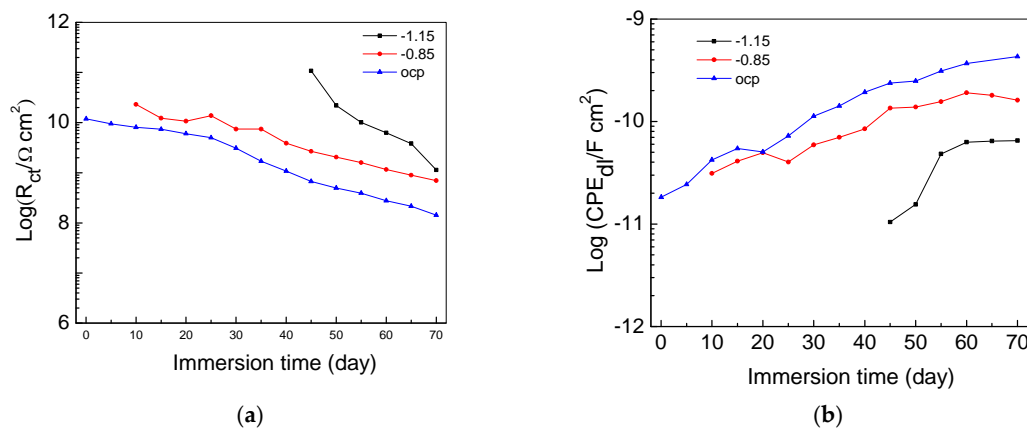 12
10
8
6
Log(R_ct/Ω cm²)
-1.15
-0.85
ocp
0 10 20 30 40 50 60 70
Immersion time (day)
(a)
-9
-10
-11
-12
Log (CPE_dl/F cm²)
-1.15
-0.85
ocp
0 10 20 30 40 50 60 70
Immersion time (day)
(b)